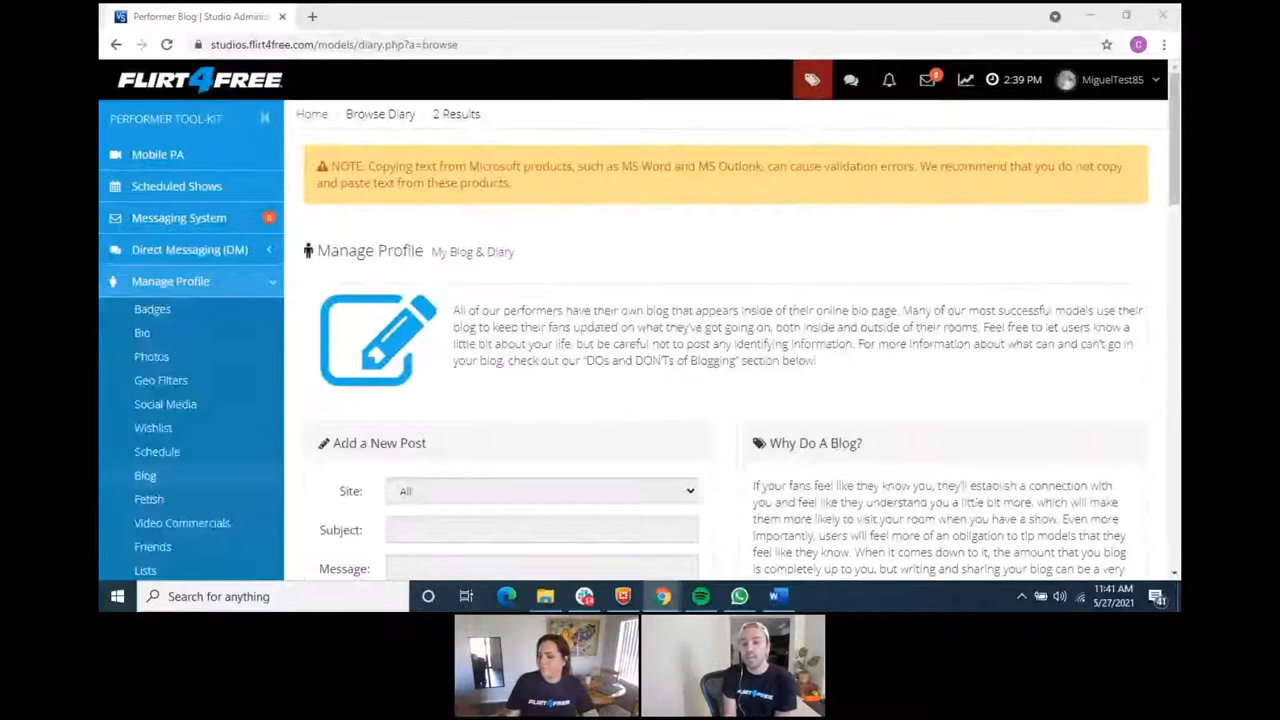 Performer Blog | Studio Adminis
studios.flirt4free.com/models/diary.php?a=browse
C
FLIRT4FREE
2:39 PM
MiguelTest85
PERFORMER TOOL-KIT
Home
Browse Diary
2 Results
Mobile PA
Scheduled Shows
Messaging System
Direct Messaging (DM)
Manage Profile
Badges
Bio
Photos
Geo Filters
Social Media
Wishlist
Schedule
Blog
Fetish
Video Commercials
Friends
Lists
NOTE: Copying text from Microsoft products, such as MS Word and MS Outlook, can cause validation errors. We recommend that you do not copy
and paste text from these products.
Manage Profile My Blog & Diary
All of our performers have their own blog that appears inside of their online bio page. Many of our most successful models use their
blog to keep their fans updated on what they've got going on, both inside and outside of their rooms. Feel free to let users know a
little bit about your life, but be careful not to post any identifying information. For more information about what can and can't go in
your blog, check out our "DOs and DON'Ts of Blogging" section below!
Add a New Post
Site:
All
Subject:
Message:
Why Do A Blog?
If your fans feel like they know you, they'll establish a connection with
you and feel like they understand you a little bit more, which will make
them more likely to visit your room when you have a show. Even more
importantly, users will feel more of an obligation to tip models that they
feel like they know. When it comes down to it, the amount that you blog
is completely up to you, but writing and sharing your blog can be a very
Search for anything
11:41 AM
5/27/2021
41
FLIRT4FREE
FLIRT4FREE